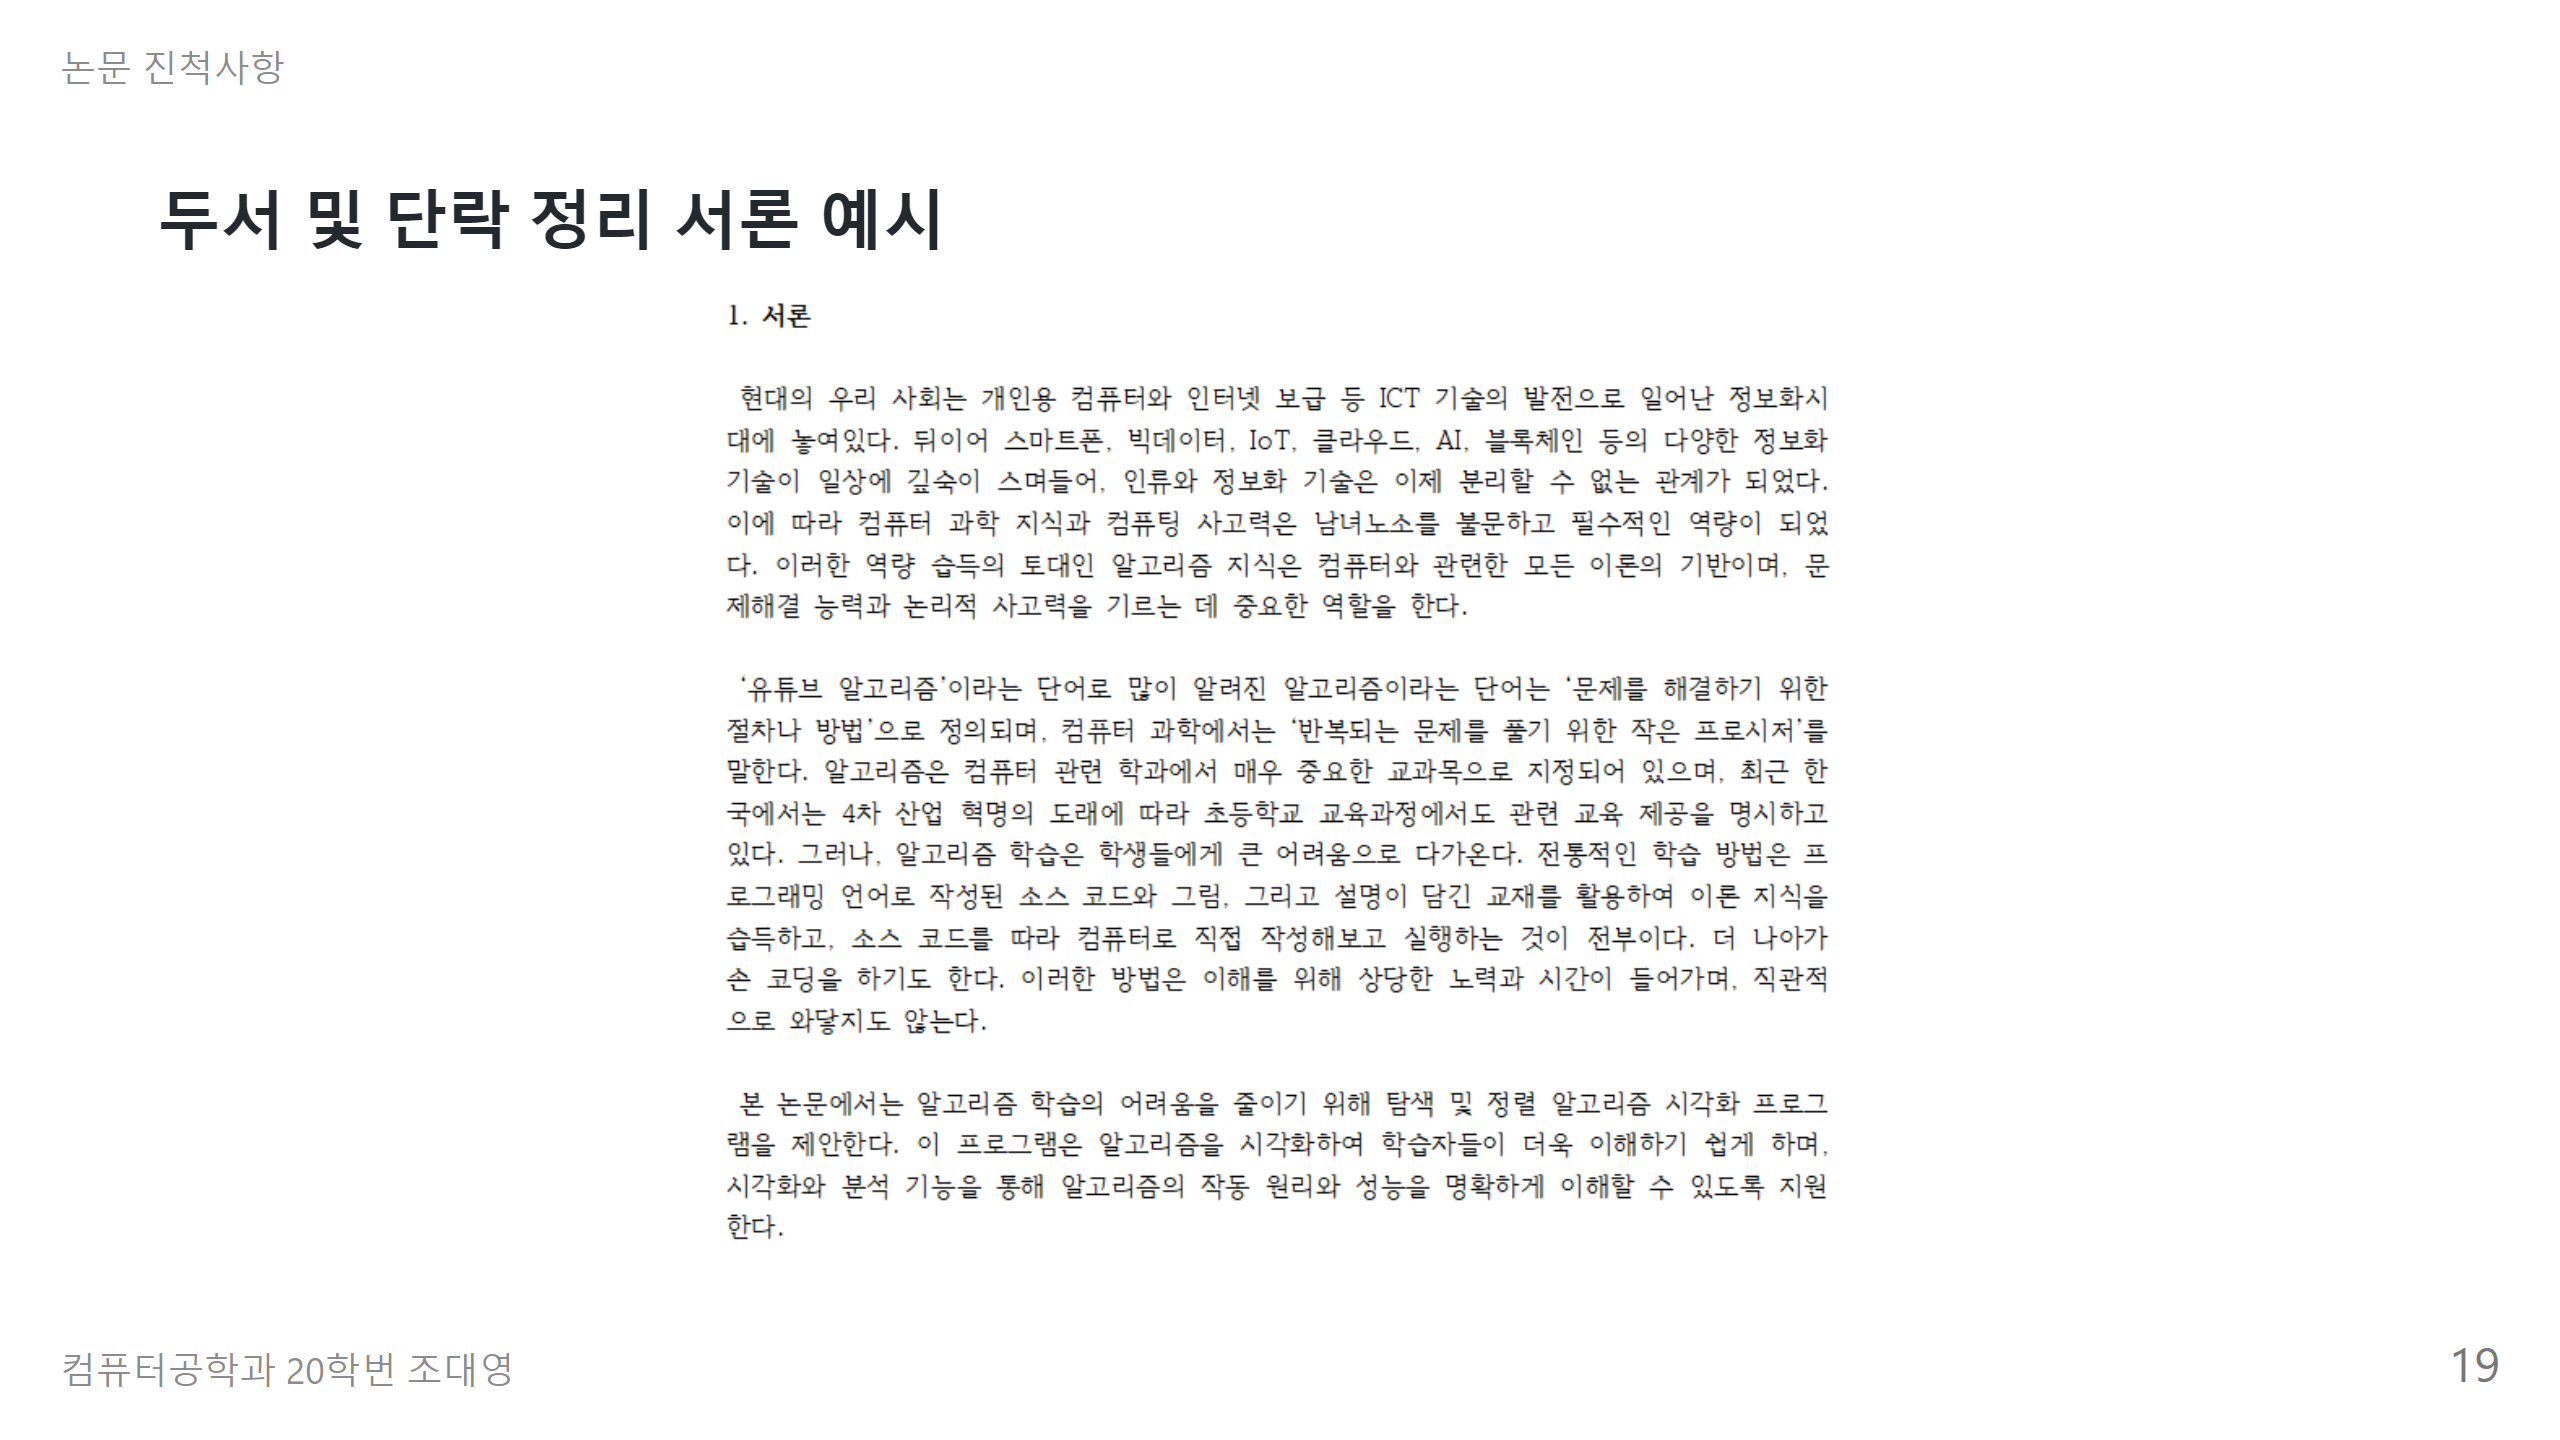 논문 진척사항
두서 및 단락 정리 서론 예시
1. 서론
현대의 우리 사회는 개인용 컴퓨터와 인터넷 보급 등 ICT 기술의 발전으로 일어난 정보화시
대에 놓여있다. 뒤이어 스마트폰, 빅데이터, IoT, 클라우드, AI, 블록체인 등의 다양한 정보화
기술이 일상에 깊숙이 스며들어, 인류와 정보화 기술은 이제 분리할 수 없는 관계가 되었다.
이에 따라 컴퓨터 과학 지식과 컴퓨팅 사고력은 남녀노소를 불문하고 필수적인 역량이 되었
다. 이러한 역량 습득의 토대인 알고리즘 지식은 컴퓨터와 관련한 모든 이론의 기반이며, 문
제해결 능력과 논리적 사고력을 기르는 데 중요한 역할을 한다.
‘유튜브 알고리즘’이라는 단어로 많이 알려진 알고리즘이라는 단어는 ‘문제를 해결하기 위한
절차나 방법’으로 정의되며, 컴퓨터 과학에서는 ‘반복되는 문제를 풀기 위한 작은 프로시저’를
말한다. 알고리즘은 컴퓨터 관련 학과에서 매우 중요한 교과목으로 지정되어 있으며, 최근 한
국에서는 4차 산업 혁명의 도래에 따라 초등학교 교육과정에서도 관련 교육 제공을 명시하고
있다. 그러나, 알고리즘 학습은 학생들에게 큰 어려움으로 다가온다. 전통적인 학습 방법은 프
로그래밍 언어로 작성된 소스 코드와 그림, 그리고 설명이 담긴 교재를 활용하여 이론 지식을
습득하고, 소스 코드를 따라 컴퓨터로 직접 작성해보고 실행하는 것이 전부이다. 더 나아가
손 코딩을 하기도 한다. 이러한 방법은 이해를 위해 상당한 노력과 시간이 들어가며, 직관적
으로 와닿지도 않는다.
본 논문에서는 알고리즘 학습의 어려움을 줄이기 위해 탐색 및 정렬 알고리즘 시각화 프로그
램을 제안한다. 이 프로그램은 알고리즘을 시각화하여 학습자들이 더욱 이해하기 쉽게 하며,
시각화와 분석 기능을 통해 알고리즘의 작동 원리와 성능을 명확하게 이해할 수 있도록 지원
한다.
컴퓨터공학과 20학번 조대영
19